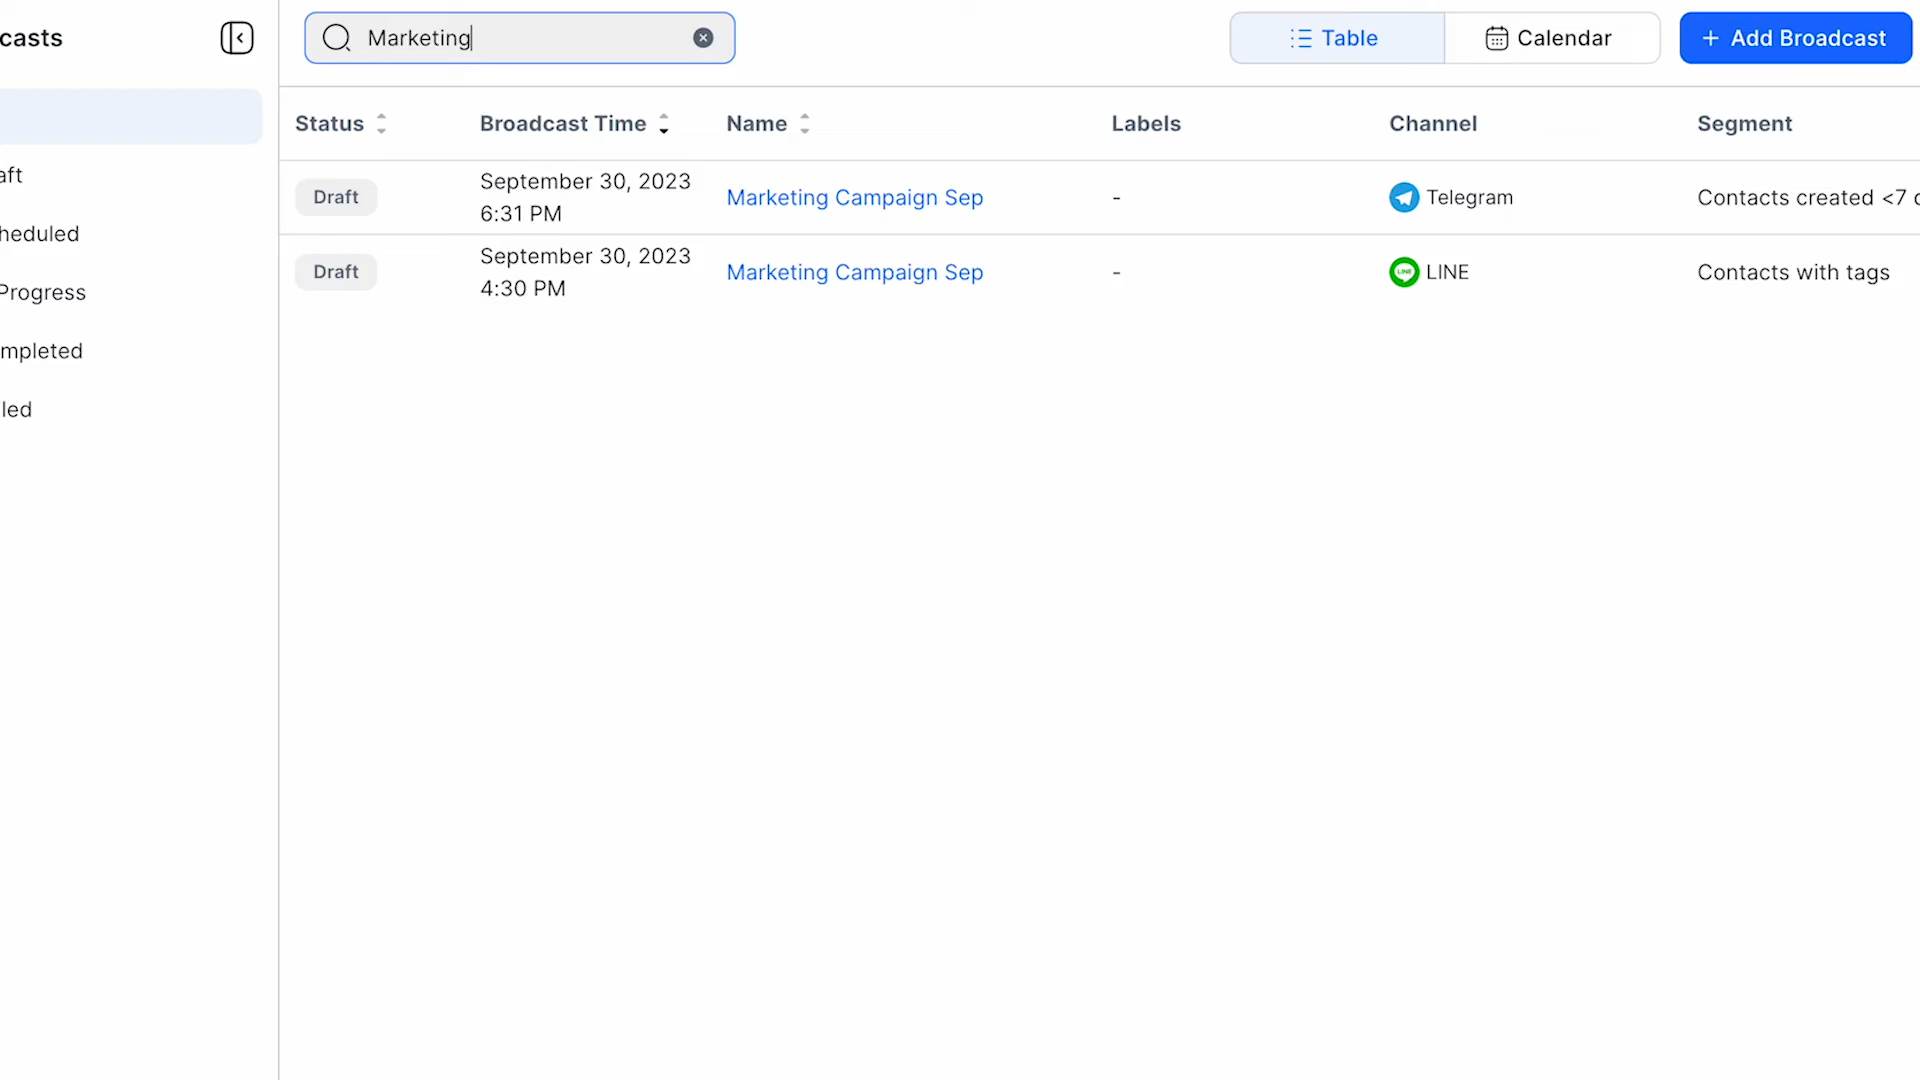 casts
Marketing
Table
Calendar
+ Add Broadcast
Status
Broadcast Time
Name
Labels
Channel
Segment
aft
heduled
Progress
mpleted
led
Draft
September 30, 2023
6:31 PM
Marketing Campaign Sep
-
Telegram
Contacts created <7 d
Draft
September 30, 2023
4:30 PM
Marketing Campaign Sep
-
LINE
LINE
Contacts with tags